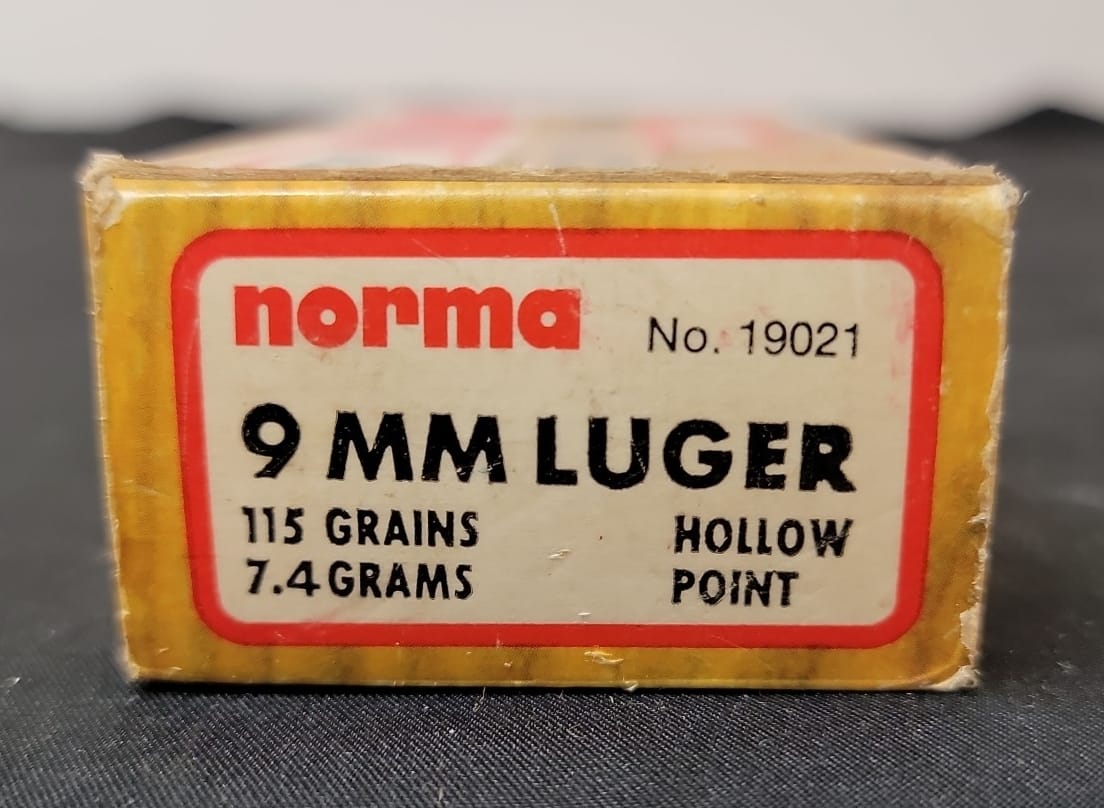 norma No. 19021
9 MM LUGER
115 GRAINS HOLLOW
7.4 GRAMS POINT